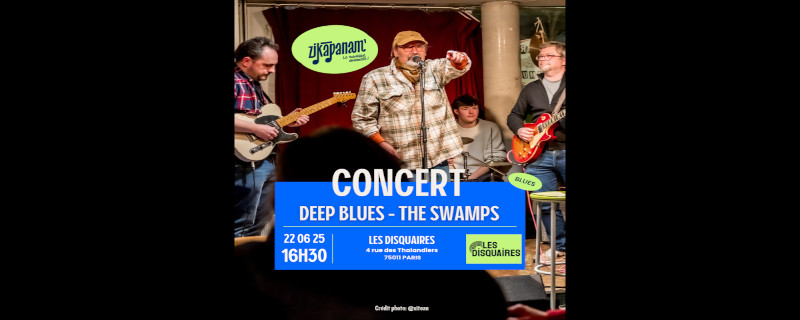 zikapanam'
CONCERT
BLUES
DEEP BLUES - THE SWAMPS
22 06 25
16H30
LES DISQUAIRES
4 rue des Thalandiers
75011 PARIS
LES
DISQUAIRES
Crédit photo: @xiteza